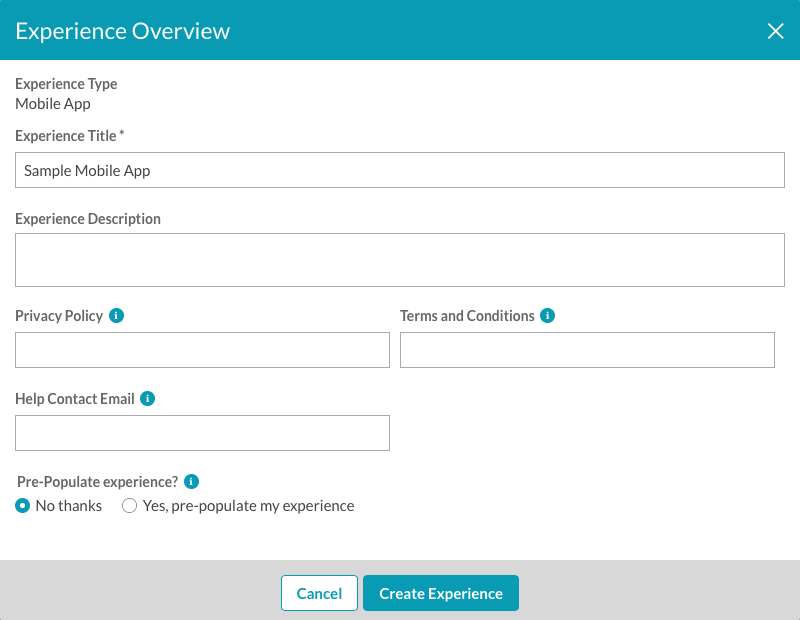 Experience Overview
Experience Type
Mobile App
Experience Title *
Sample Mobile App
Experience Description
Privacy Policy i Terms and Conditions i
Help Contact Email i
Pre-Populate experience? i
No thanks Yes, pre-populate my experience
Cancel Create Experience